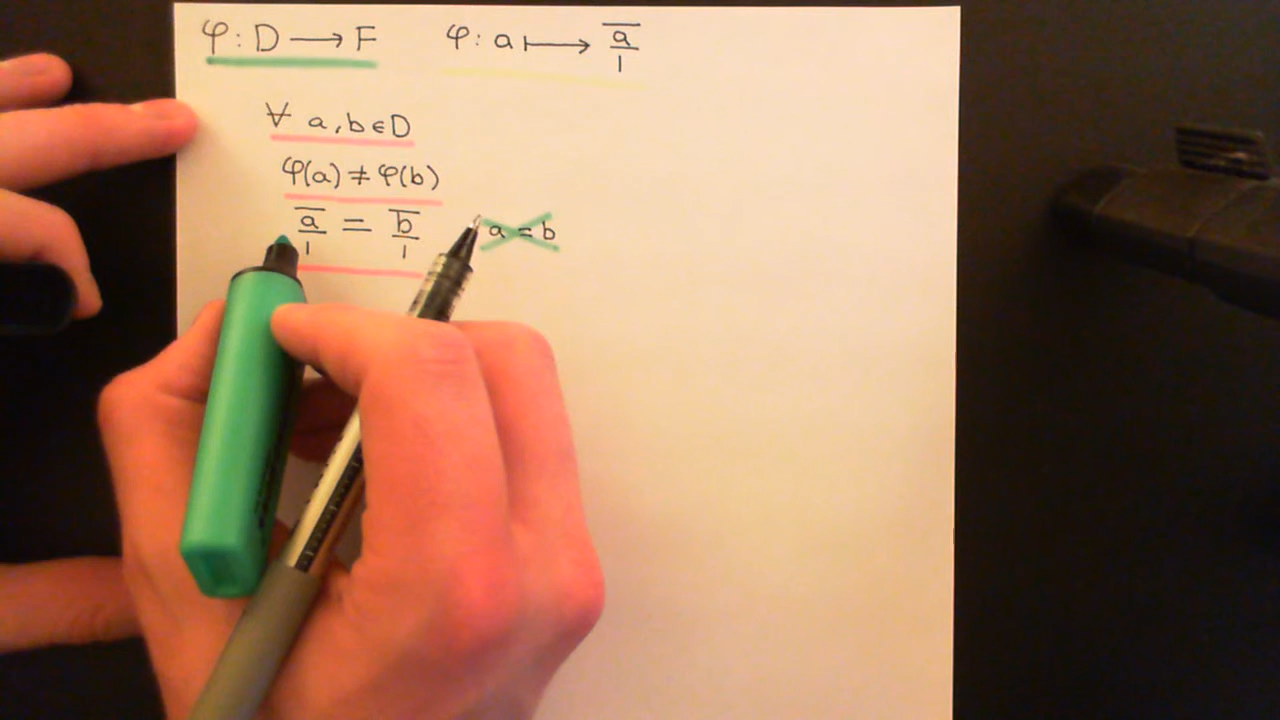 φ : D ⟶ F φ : a ⟼ a̅/1
∀ a, b ∈ D
φ(a) ≠ φ(b)
a̅/1 = b̅/1 a = b